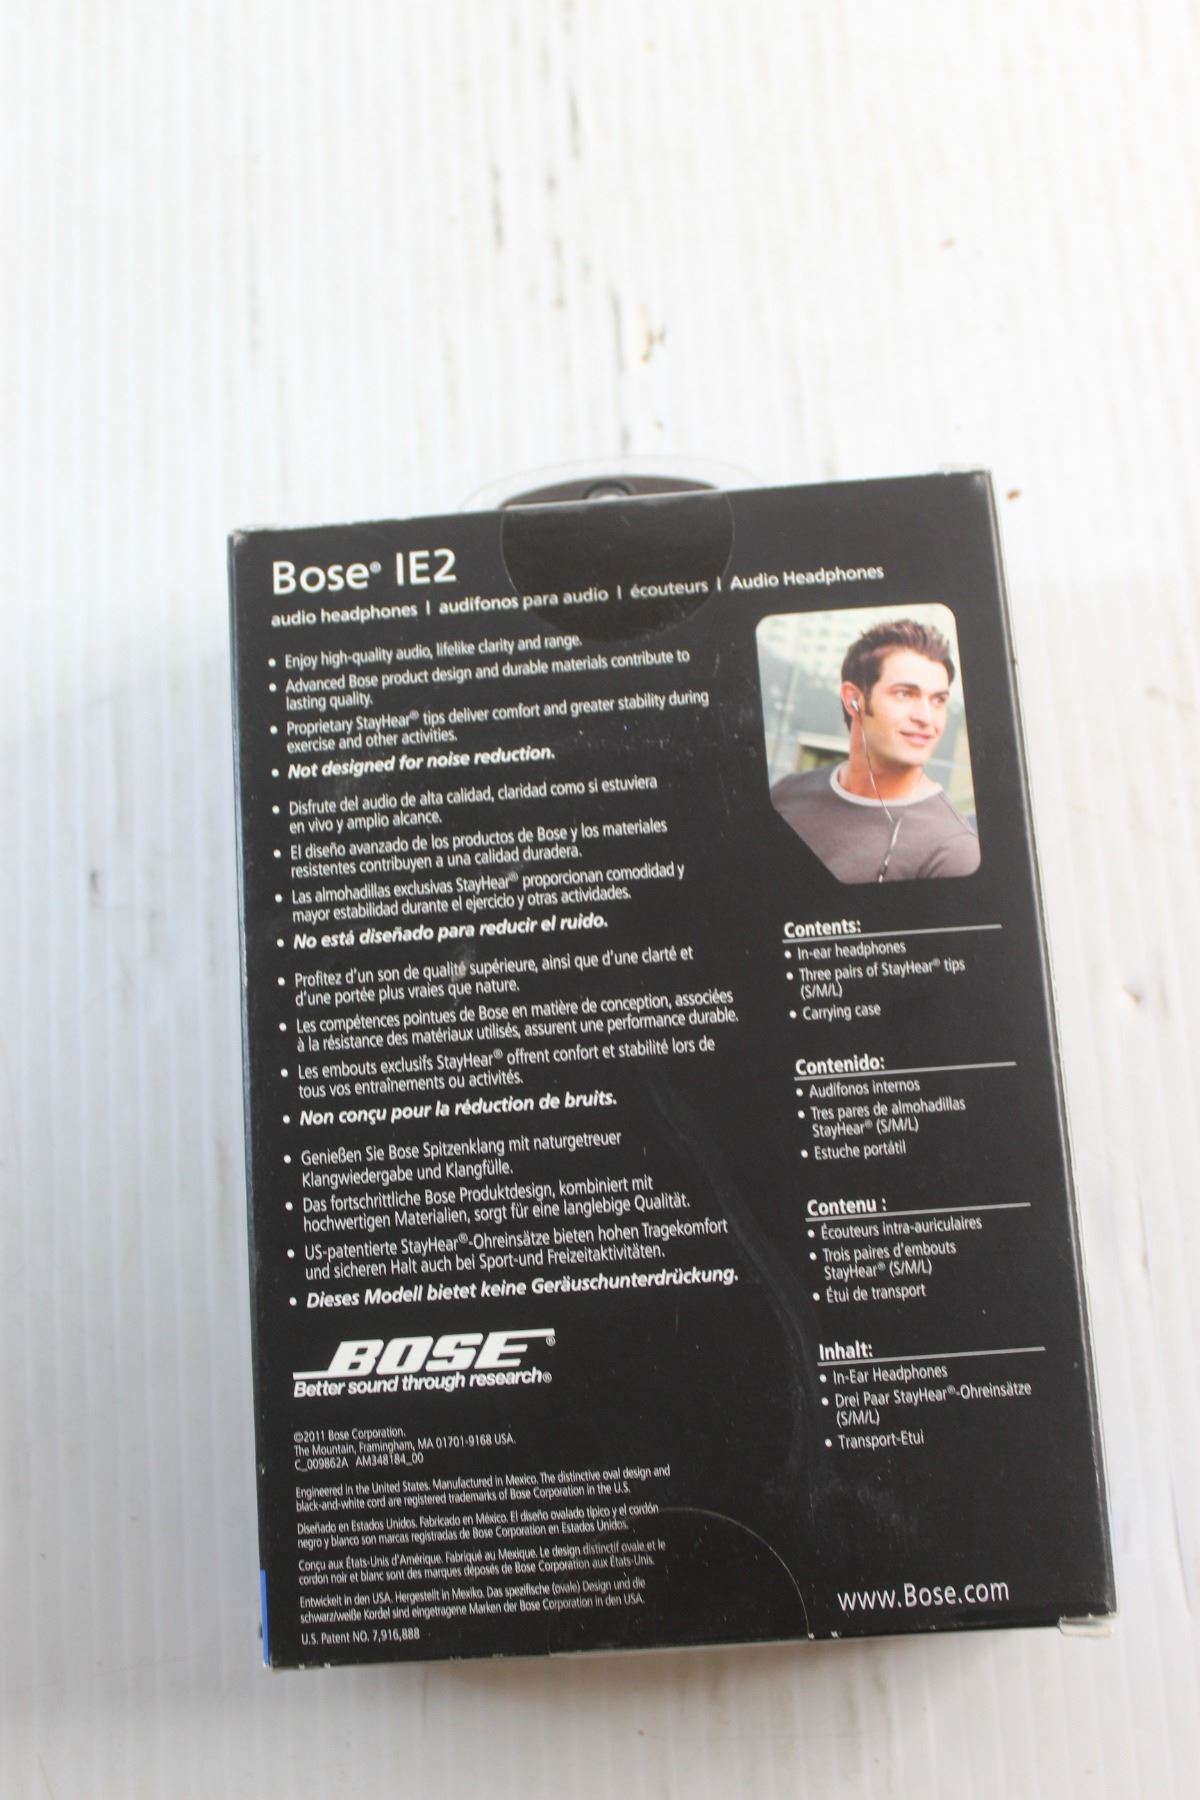 Bose® IE2
audio headphones | audífonos para audio | écouteurs | Audio Headphones
• Enjoy high-quality audio, lifelike clarity and range.
• Advanced Bose product design and durable materials contribute to
lasting quality.
• Proprietary StayHear® tips deliver comfort and greater stability during
exercise and other activities.
• Not designed for noise reduction.
• Disfrute del audio de alta calidad, claridad como si estuviera
en vivo y amplio alcance.
• El diseño avanzado de los productos de Bose y los materiales
resistentes contribuyen a una calidad duradera.
• Las almohadillas exclusivas StayHear® proporcionan comodidad y
mayor estabilidad durante el ejercicio y otras actividades.
• No está diseñado para reducir el ruido.
• Profitez d'un son de qualité supérieure, ainsi que d'une clarté et
d'une portée plus vraies que nature.
• Les compétences pointues de Bose en matière de conception, associées
à la résistance des matériaux utilisés, assurent une performance durable.
• Les embouts exclusifs StayHear® offrent confort et stabilité lors de
tous vos entraînements ou activités.
• Non conçu pour la réduction de bruits.
• Genießen Sie Bose Spitzenklang mit naturgetreuer
Klangwiedergabe und Klangfülle.
• Das fortschrittliche Bose Produktdesign, kombiniert mit
hochwertigen Materialien, sorgt für eine langlebige Qualität.
• US-patentierte StayHear®-Ohreinsätze bieten hohen Tragekomfort
und sicheren Halt auch bei Sport-und Freizeitaktivitäten.
• Dieses Modell bietet keine Geräuschunterdrückung.
BOSE®
Better sound through research®
©2011 Bose Corporation.
The Mountain, Framingham, MA 01701-9168 USA.
C_009862A AM348184_00
Engineered in the United States. Manufactured in Mexico. The distinctive oval design and
black-and-white cord are registered trademarks of Bose Corporation in the U.S.
Diseñado en Estados Unidos. Fabricado en México. El diseño ovalado típico y el cordón
negro y blanco son marcas registradas de Bose Corporation en Estados Unidos.
Conçu aux États-Unis d'Amérique. Fabriqué au Mexique. Le design distinctif ovale et le
cordon noir et blanc sont des marques déposés de Bose Corporation aux États-Unis.
Entwickelt in den USA. Hergestellt in Mexiko. Das spezifische (ovale) Design und die
schwarz/weiße Kordel sind eingetragene Marken der Bose Corporation in den USA.
U.S. Patent NO. 7,916,888
Contents:
• In-ear headphones
• Three pairs of StayHear® tips
(S/M/L)
• Carrying case
Contenido:
• Audífonos internos
• Tres pares de almohadillas
StayHear® (S/M/L)
• Estuche portátil
Contenu :
• Écouteurs intra-auriculaires
• Trois paires d'embouts
StayHear® (S/M/L)
• Étui de transport
Inhalt:
• In-Ear Headphones
• Drei Paar StayHear®-Ohreinsätze
(S/M/L)
• Transport-Etui
www.Bose.com